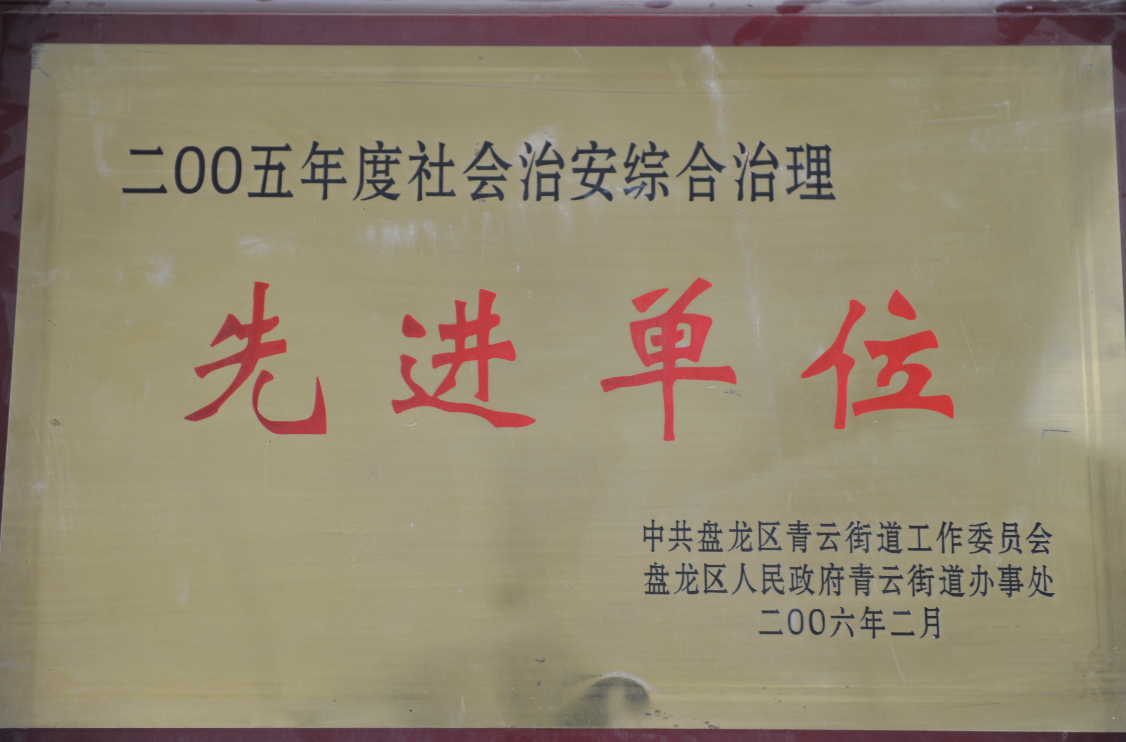 二00五年度社会治安综合治理
先进单位
中共盘龙区青云街道工作委员会
盘龙区人民政府青云街道办事处
二00六年二月